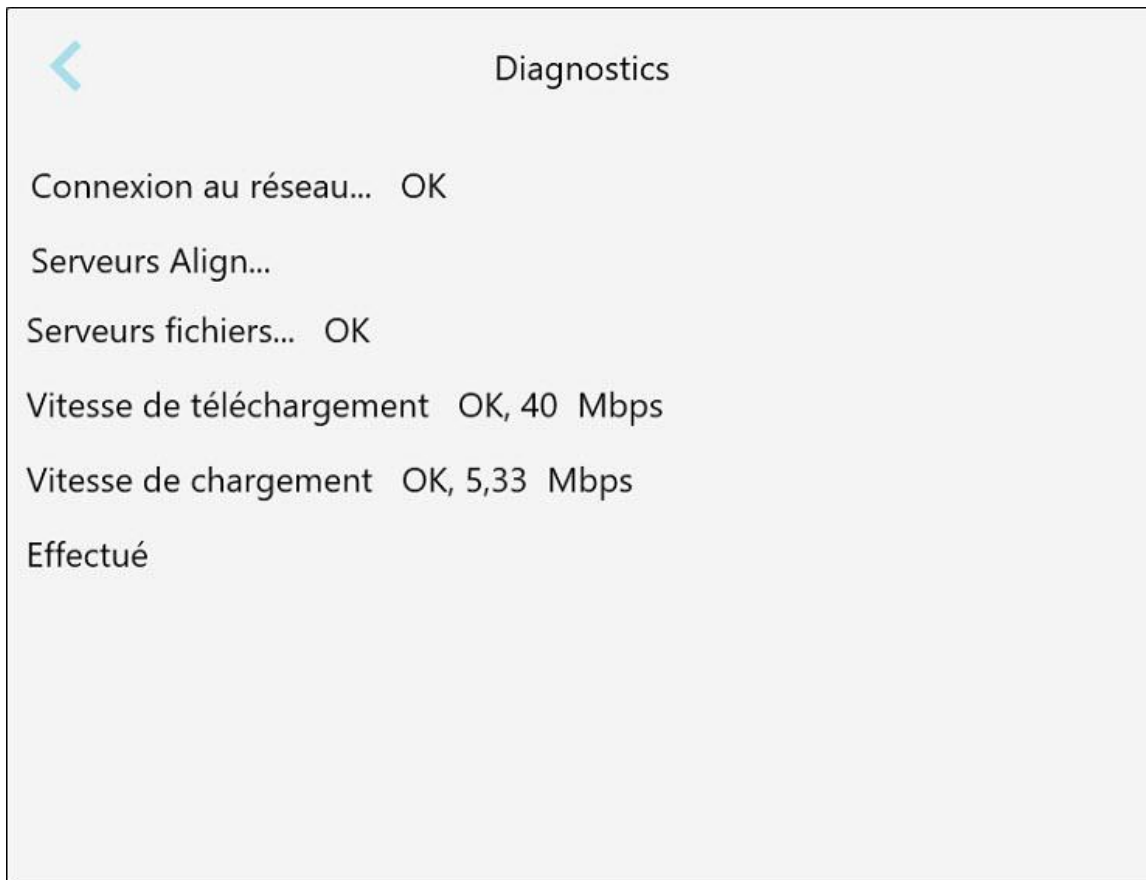 Diagnostics
Connexion au réseau... OK
Serveurs Align...
Serveurs fichiers... OK
Vitesse de téléchargement OK, 40 Mbps
Vitesse de chargement OK, 5,33 Mbps
Effectué